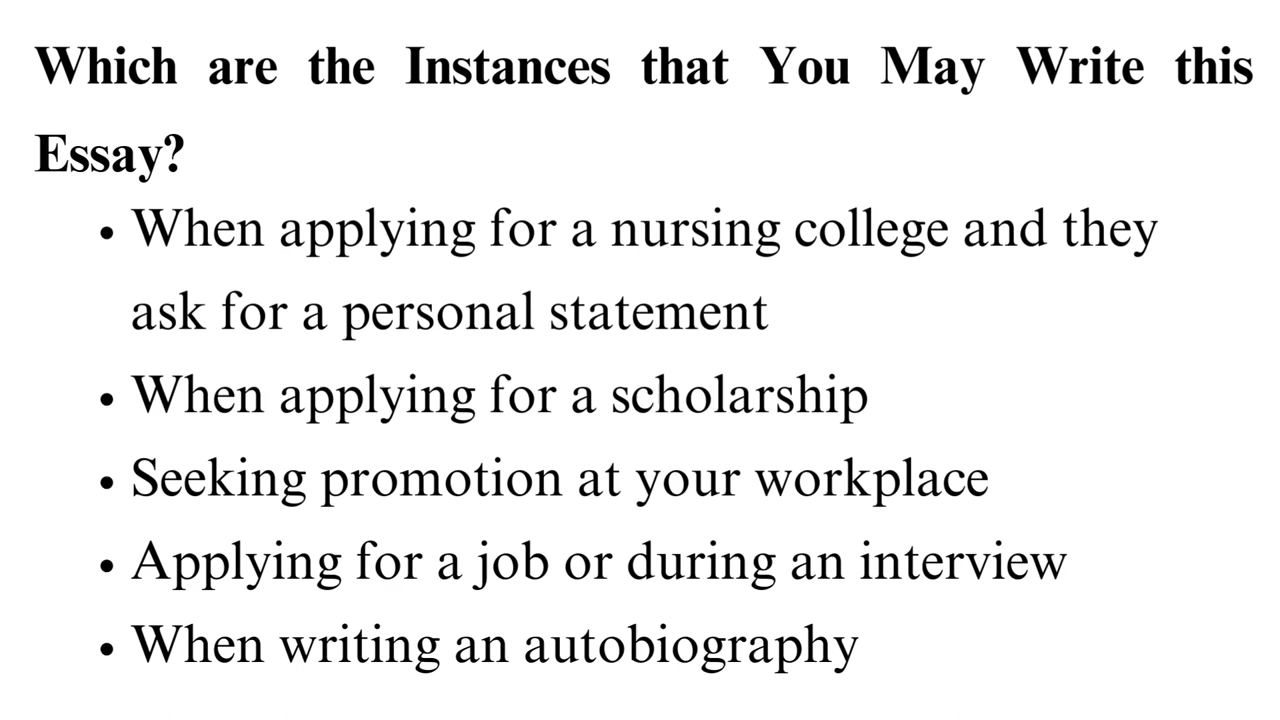 Which are the Instances that You May Write this
Essay?
• When applying for a nursing college and they
ask for a personal statement
• When applying for a scholarship
• Seeking promotion at your workplace
• Applying for a job or during an interview
• When writing an autobiography